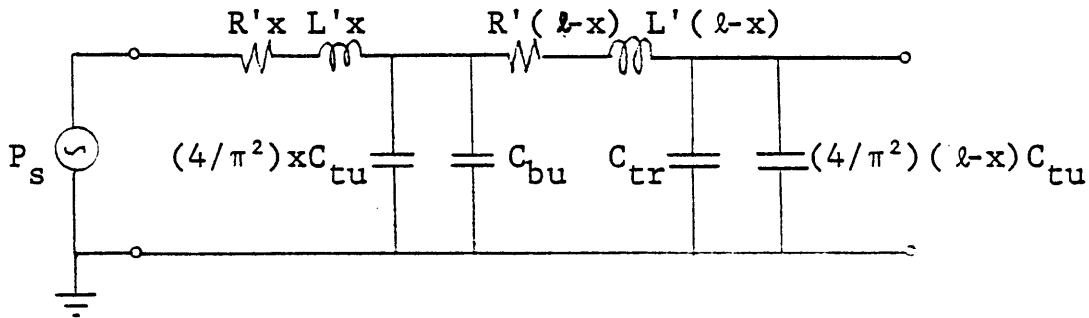 R'x L'x R'(ℓ-x) L'(ℓ-x)
P_s (4/π²)xC_tu C_bu C_tr (4/π²)(ℓ-x)C_tu